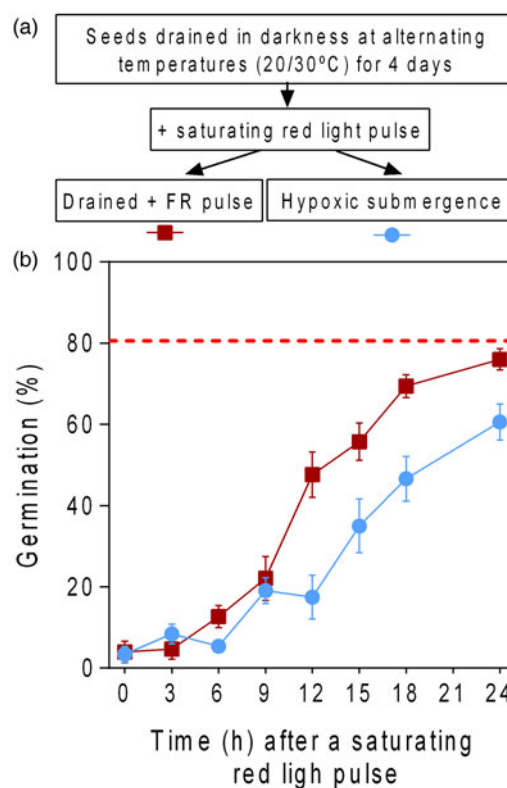 (a)
Seeds drained in darkness at alternating
temperatures (20/30ºC) for 4 days
+ saturating red light pulse
Drained + FR pulse
Hypoxic submergence
(b)
100
80
60
40
20
0
Germination (%)
0 3 6 9 12 15 18 21 24
Time (h) after a saturating
red ligh pulse